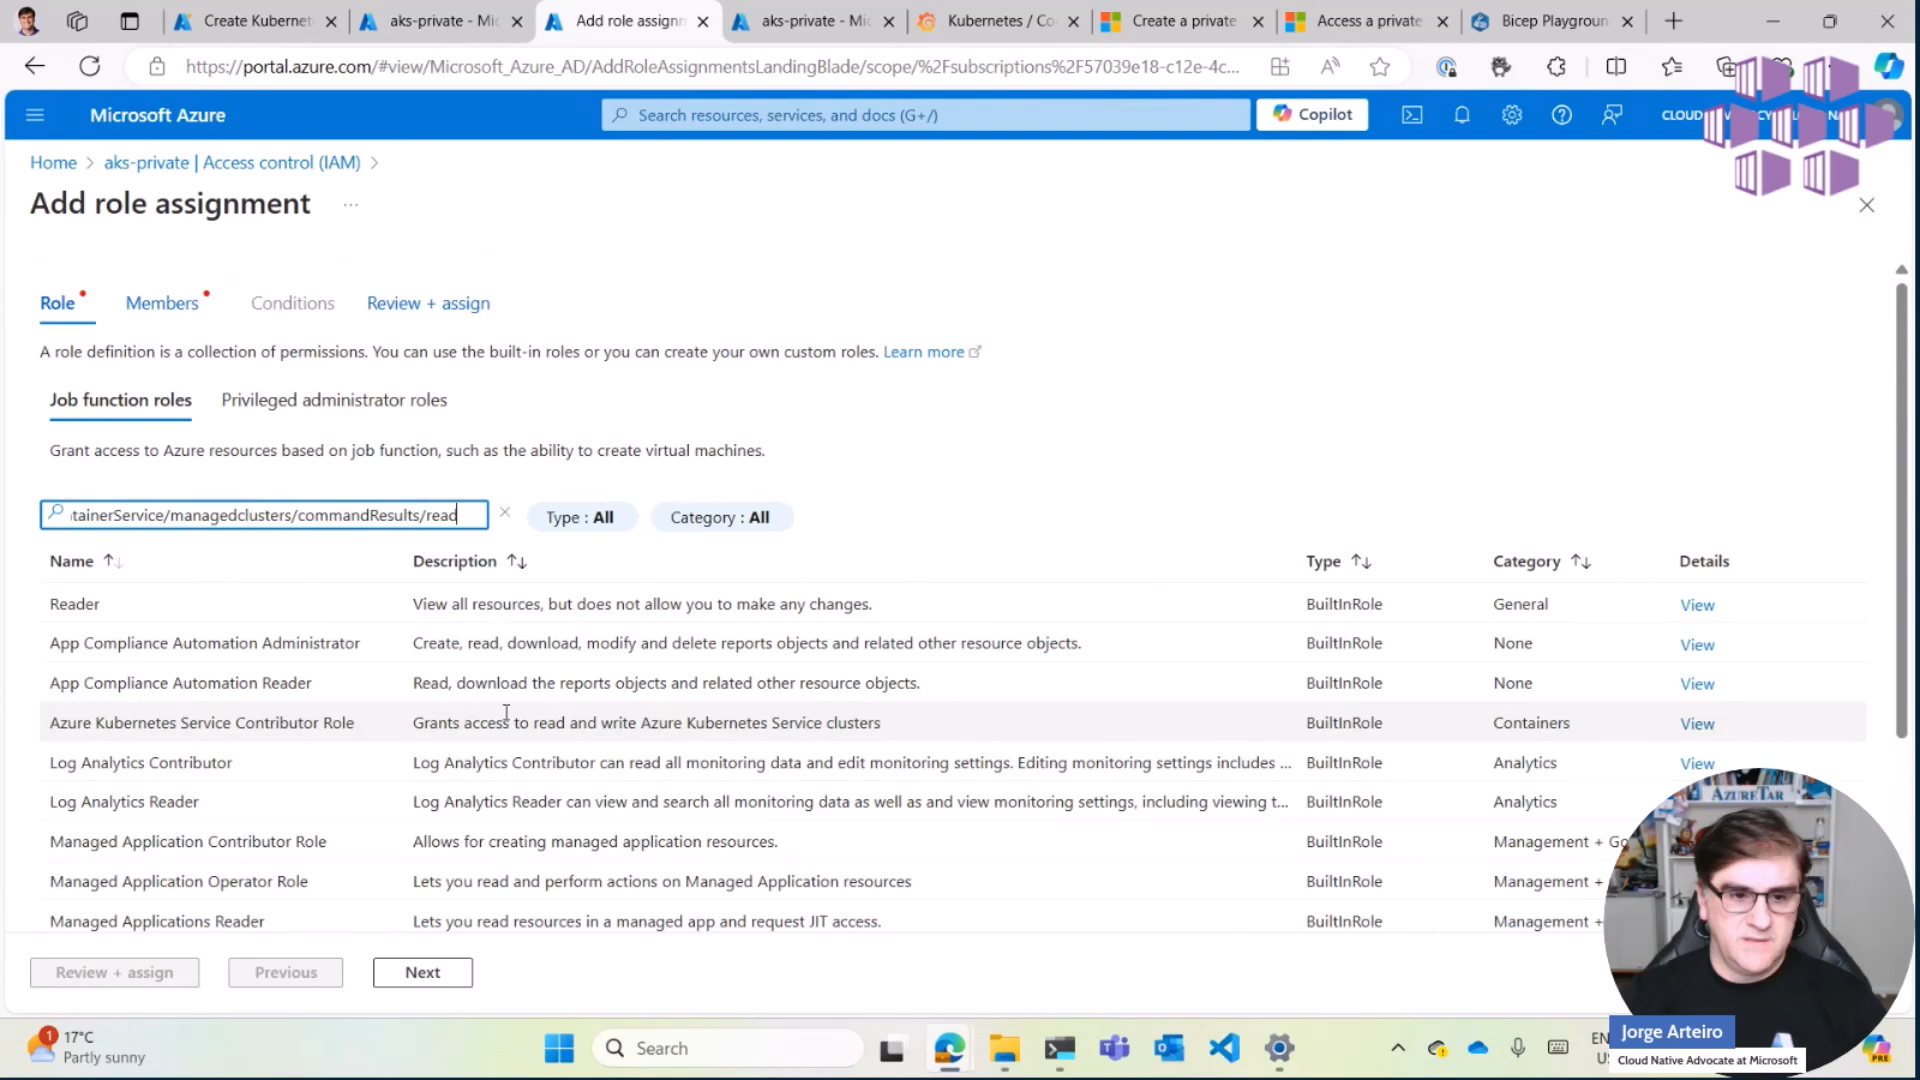 Create Kubernet
aks-private - Mic
Add role assignm
aks-private - Mic
Kubernetes / Co
Create a private
Access a private
Bicep Playgroun
https://portal.azure.com/#view/Microsoft_Azure_AD/AddRoleAssignmentsLandingBlade/scope/%2Fsubscriptions%2F57039e18-c12e-4c...
Microsoft Azure
Search resources, services, and docs (G+/)
Copilot
Home > aks-private | Access control (IAM) >
Add role assignment ...
Role
Members
Conditions
Review + assign
A role definition is a collection of permissions. You can use the built-in roles or you can create your own custom roles. Learn more
Job function roles
Privileged administrator roles
Grant access to Azure resources based on job function, such as the ability to create virtual machines.
tainerService/managedclusters/commandResults/read
Type : All
Category : All
Name Description Type Category Details
Reader View all resources, but does not allow you to make any changes. BuiltInRole General View
App Compliance Automation Administrator Create, read, download, modify and delete reports objects and related other resource objects. BuiltInRole None View
App Compliance Automation Reader Read, download the reports objects and related other resource objects. BuiltInRole None View
Azure Kubernetes Service Contributor Role Grants access to read and write Azure Kubernetes Service clusters BuiltInRole Containers View
Log Analytics Contributor Log Analytics Contributor can read all monitoring data and edit monitoring settings. Editing monitoring settings includes ... BuiltInRole Analytics View
Log Analytics Reader Log Analytics Reader can view and search all monitoring data as well as and view monitoring settings, including viewing t... BuiltInRole Analytics
Managed Application Contributor Role Allows for creating managed application resources. BuiltInRole Management + Go
Managed Application Operator Role Lets you read and perform actions on Managed Application resources BuiltInRole Management +
Managed Applications Reader Lets you read resources in a managed app and request JIT access. BuiltInRole Management +
Review + assign
Previous
Next
AZURETAR
Jorge Arteiro
Cloud Native Advocate at Microsoft
1
17°C
Partly sunny
Search
PRE